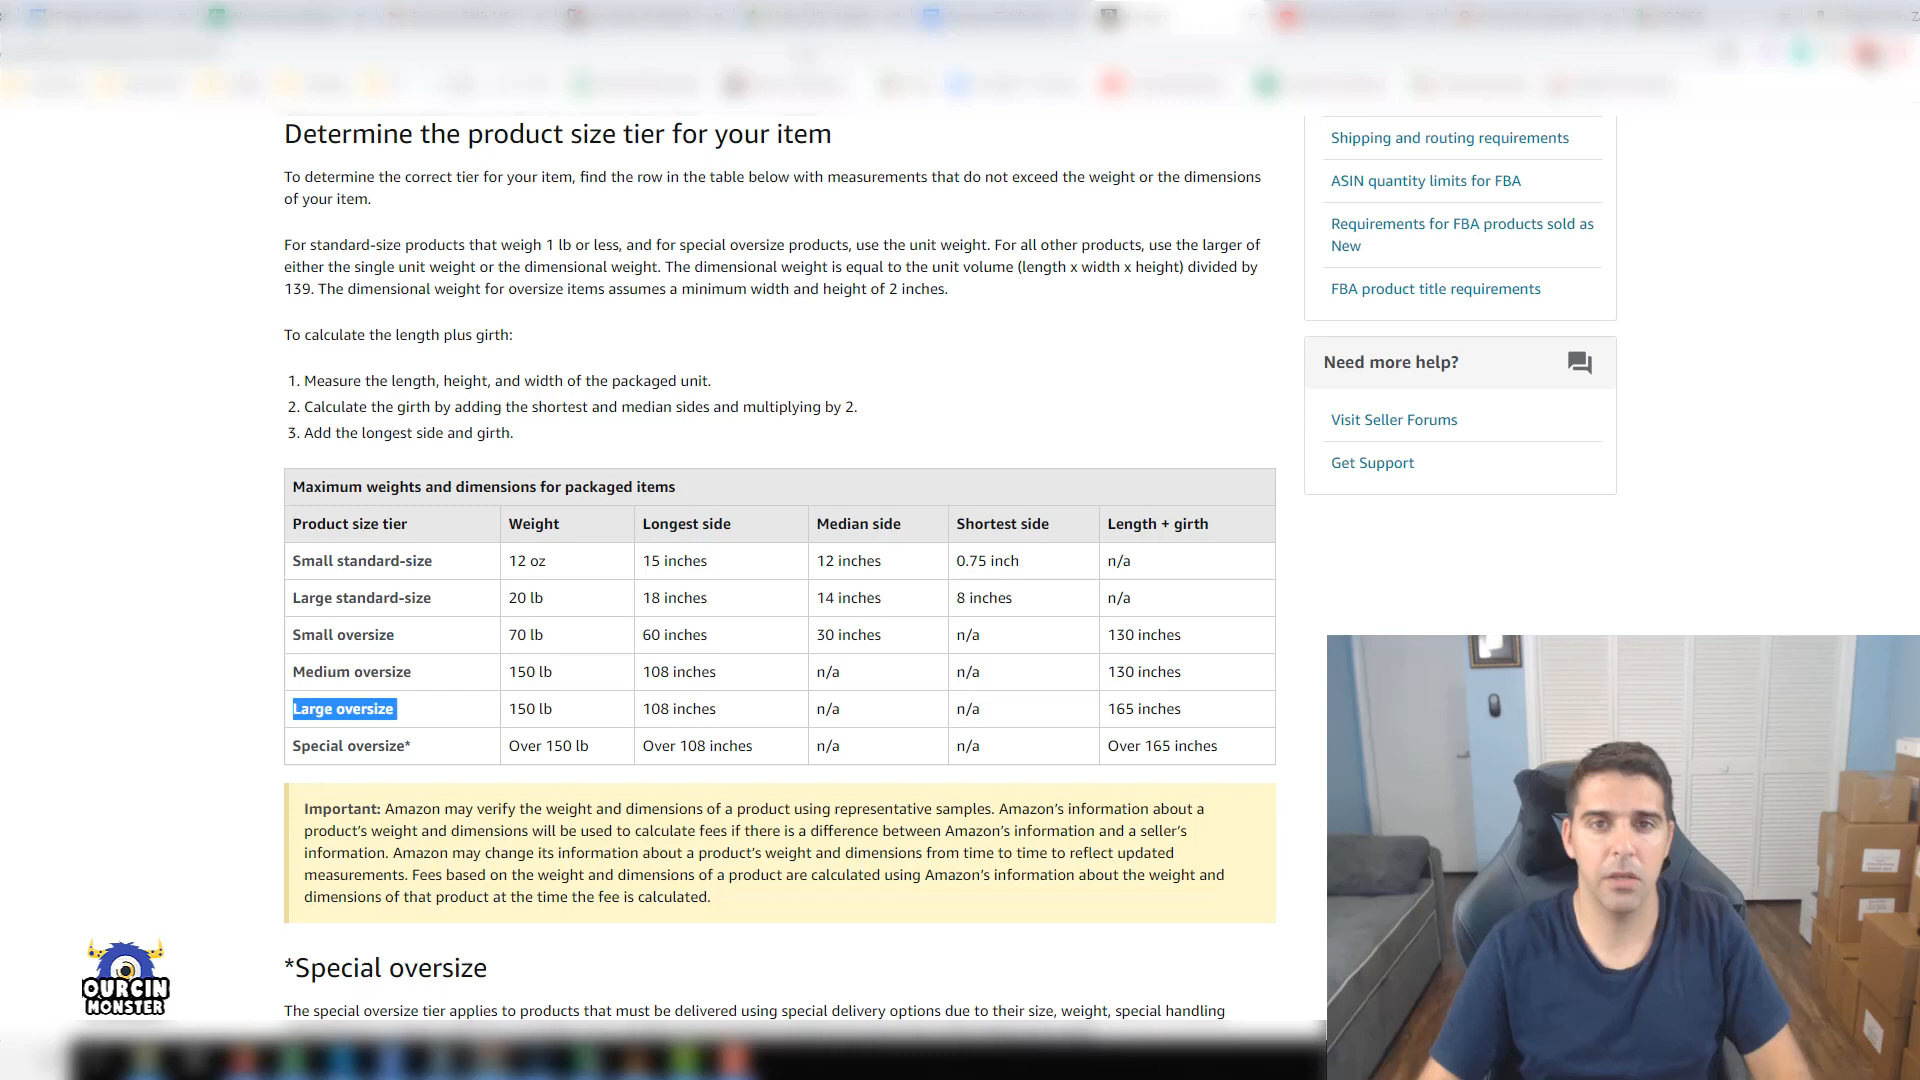 Determine the product size tier for your item
To determine the correct tier for your item, find the row in the table below with measurements that do not exceed the weight or the dimensions
of your item.
For standard-size products that weigh 1 lb or less, and for special oversize products, use the unit weight. For all other products, use the larger of
either the single unit weight or the dimensional weight. The dimensional weight is equal to the unit volume (length x width x height) divided by
139. The dimensional weight for oversize items assumes a minimum width and height of 2 inches.
To calculate the length plus girth:
1. Measure the length, height, and width of the packaged unit.
2. Calculate the girth by adding the shortest and median sides and multiplying by 2.
3. Add the longest side and girth.
Maximum weights and dimensions for packaged items
Product size tier Weight Longest side Median side Shortest side Length + girth
Small standard-size 12 oz 15 inches 12 inches 0.75 inch n/a
Large standard-size 20 lb 18 inches 14 inches 8 inches n/a
Small oversize 70 lb 60 inches 30 inches n/a 130 inches
Medium oversize 150 lb 108 inches n/a n/a 130 inches
Large oversize 150 lb 108 inches n/a n/a 165 inches
Special oversize* Over 150 lb Over 108 inches n/a n/a Over 165 inches
Important: Amazon may verify the weight and dimensions of a product using representative samples. Amazon's information about a
product's weight and dimensions will be used to calculate fees if there is a difference between Amazon's information and a seller's
information. Amazon may change its information about a product's weight and dimensions from time to time to reflect updated
measurements. Fees based on the weight and dimensions of a product are calculated using Amazon's information about the weight and
dimensions of that product at the time the fee is calculated.
*Special oversize
The special oversize tier applies to products that must be delivered using special delivery options due to their size, weight, special handling
Shipping and routing requirements
ASIN quantity limits for FBA
Requirements for FBA products sold as
New
FBA product title requirements
Need more help?
Visit Seller Forums
Get Support
OURCIN
MONSTER